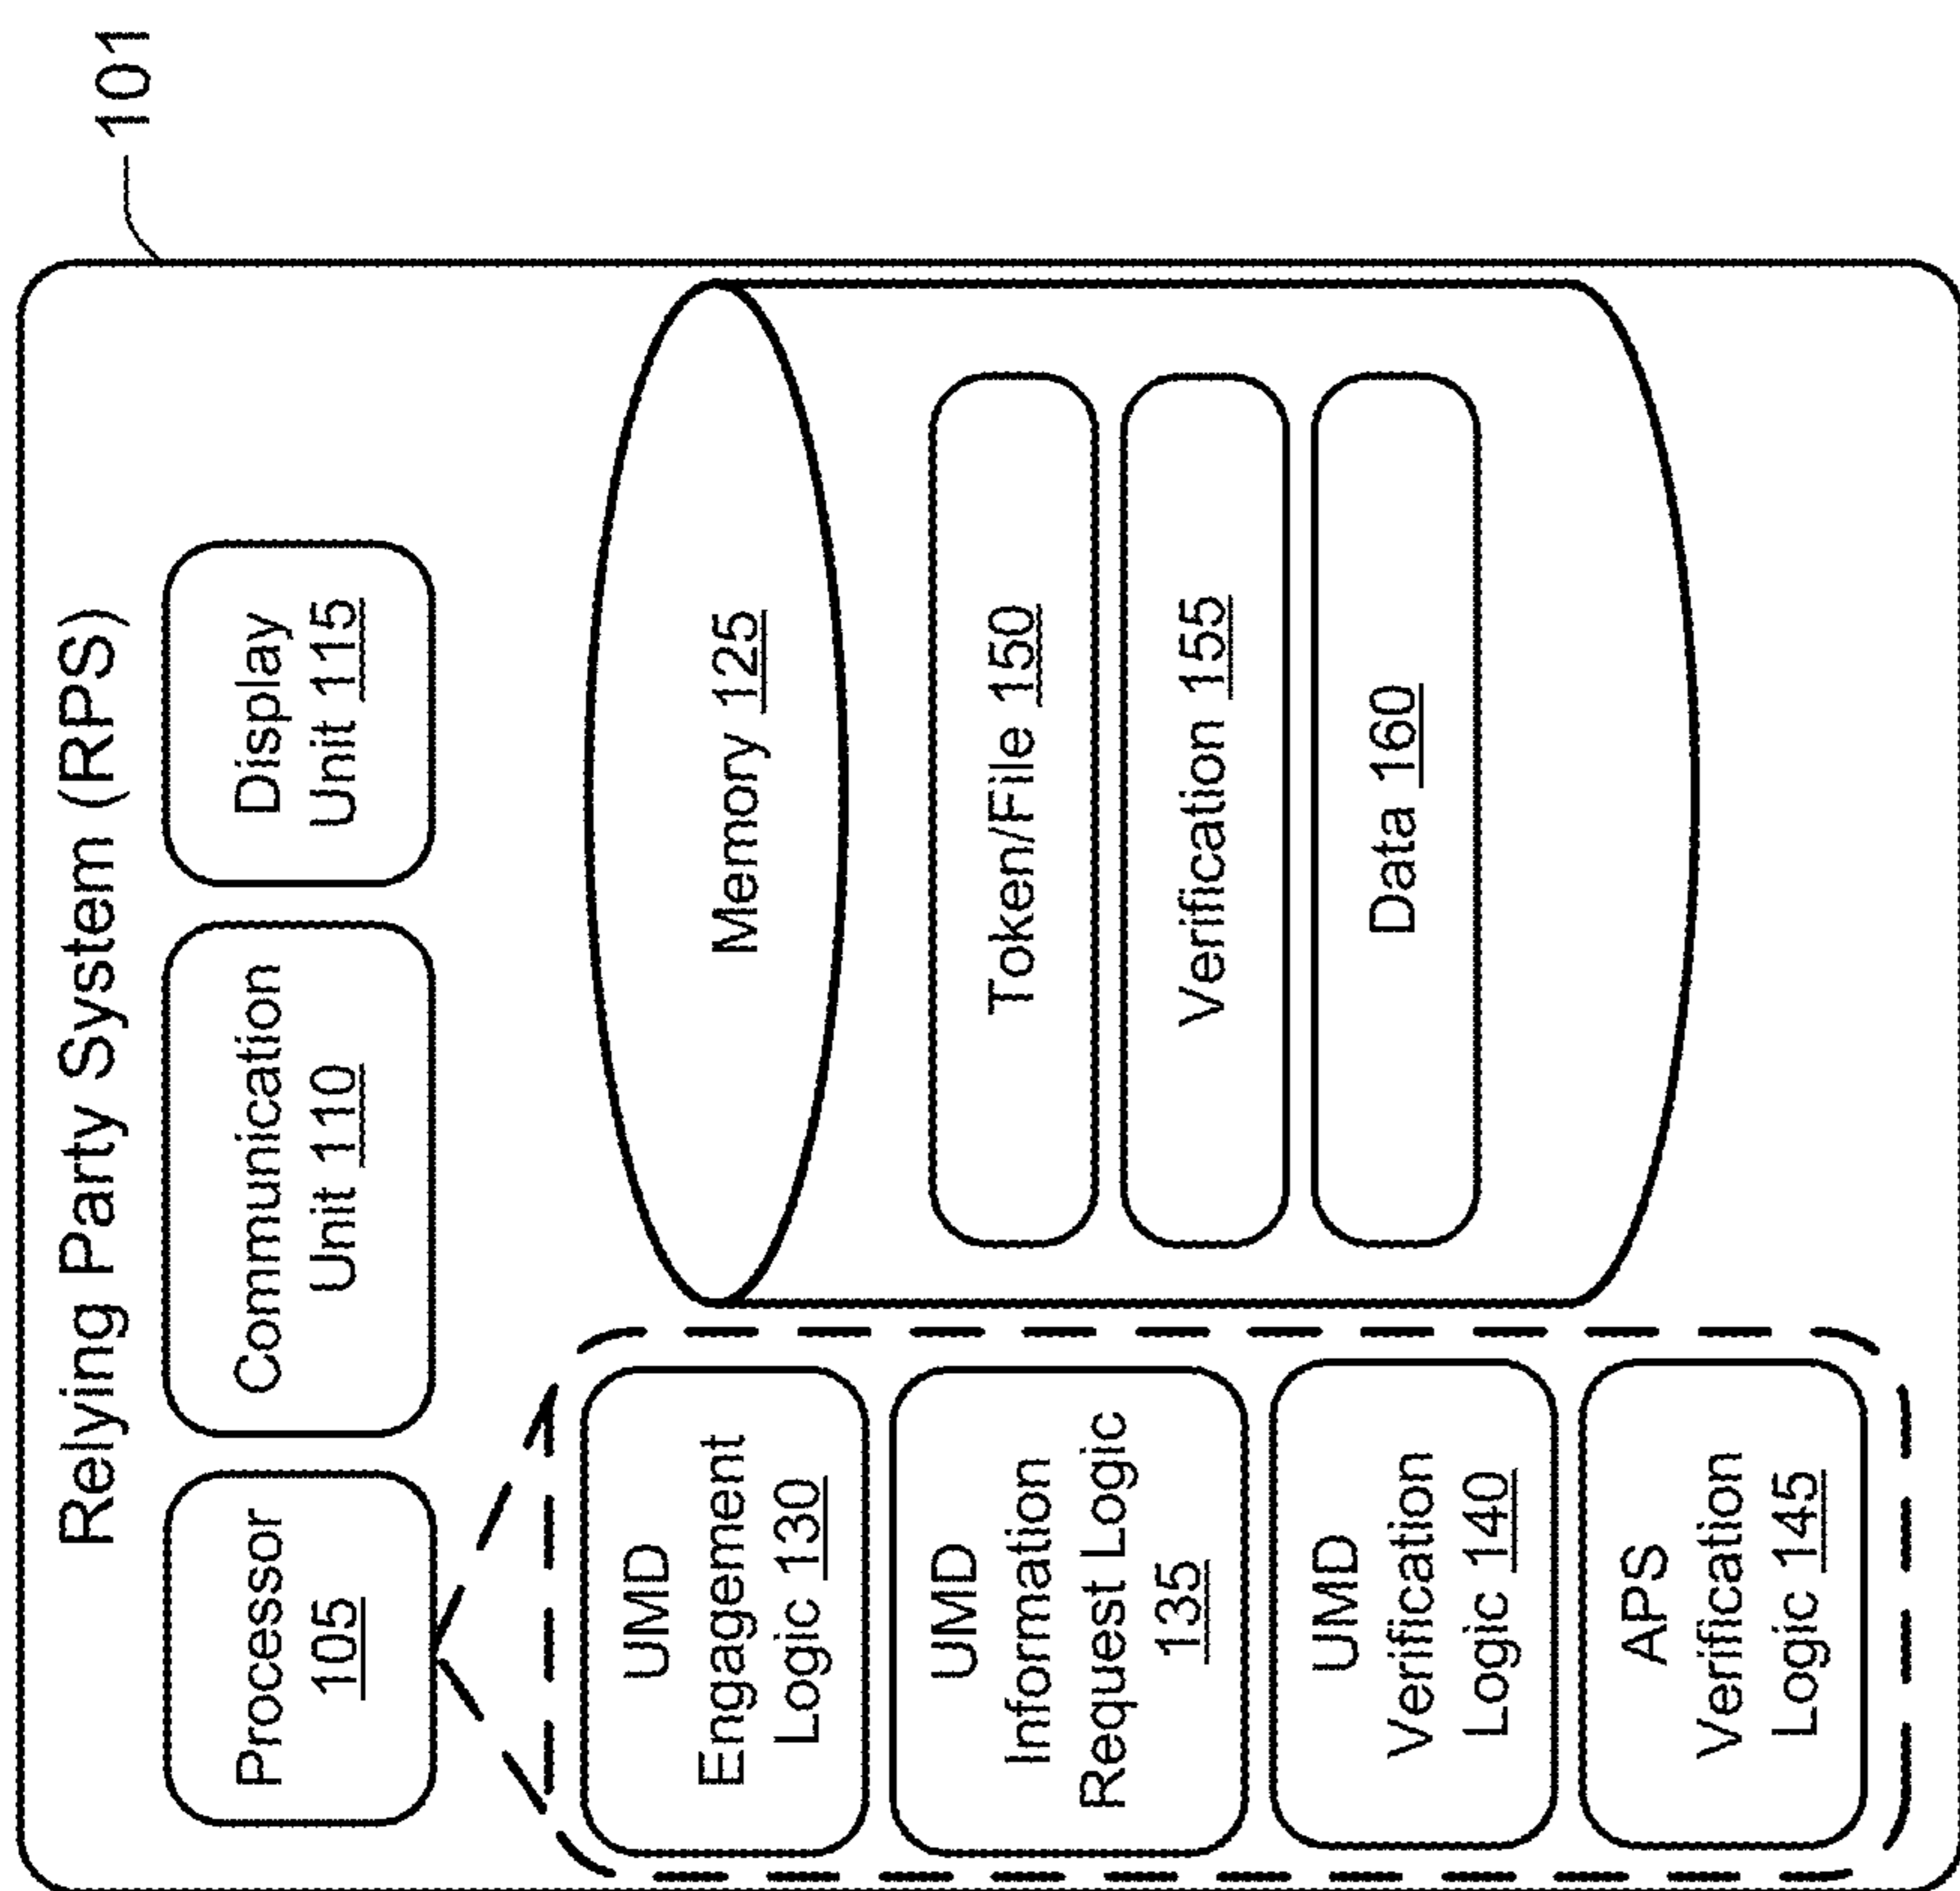 101
Relying Party System (RPS)
Processor
105
Communication
Unit 110
Display
Unit 115
UMD
Engagement
Logic 130
UMD
Information
Request Logic
135
UMD
Verification
Logic 140
APS
Verification
Logic 145
Memory 125
Token/File 150
Verification 155
Data 160